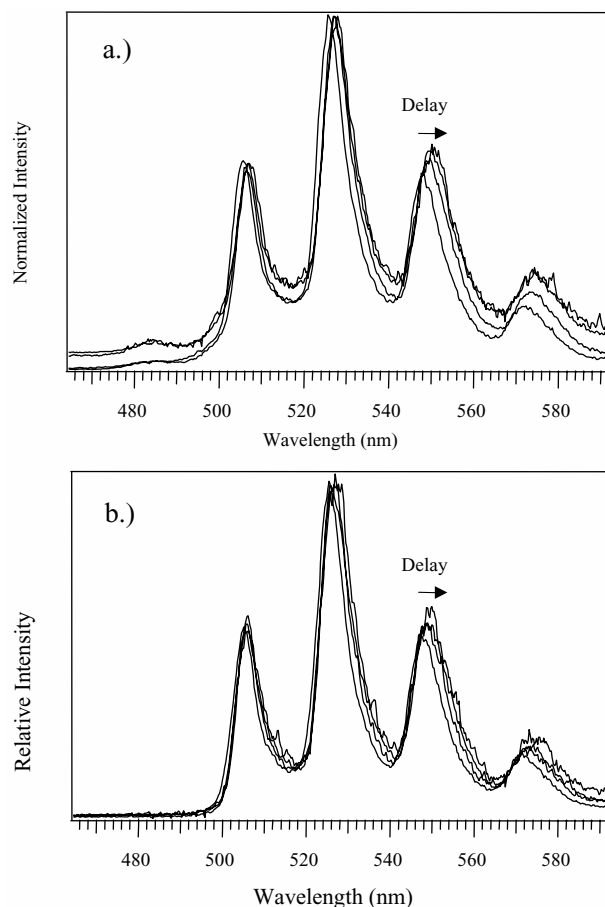 a.)
Delay
Normalized Intensity
480 500 520 540 560 580
Wavelength (nm)
b.)
Delay
Relative Intensity
480 500 520 540 560 580
Wavelength (nm)